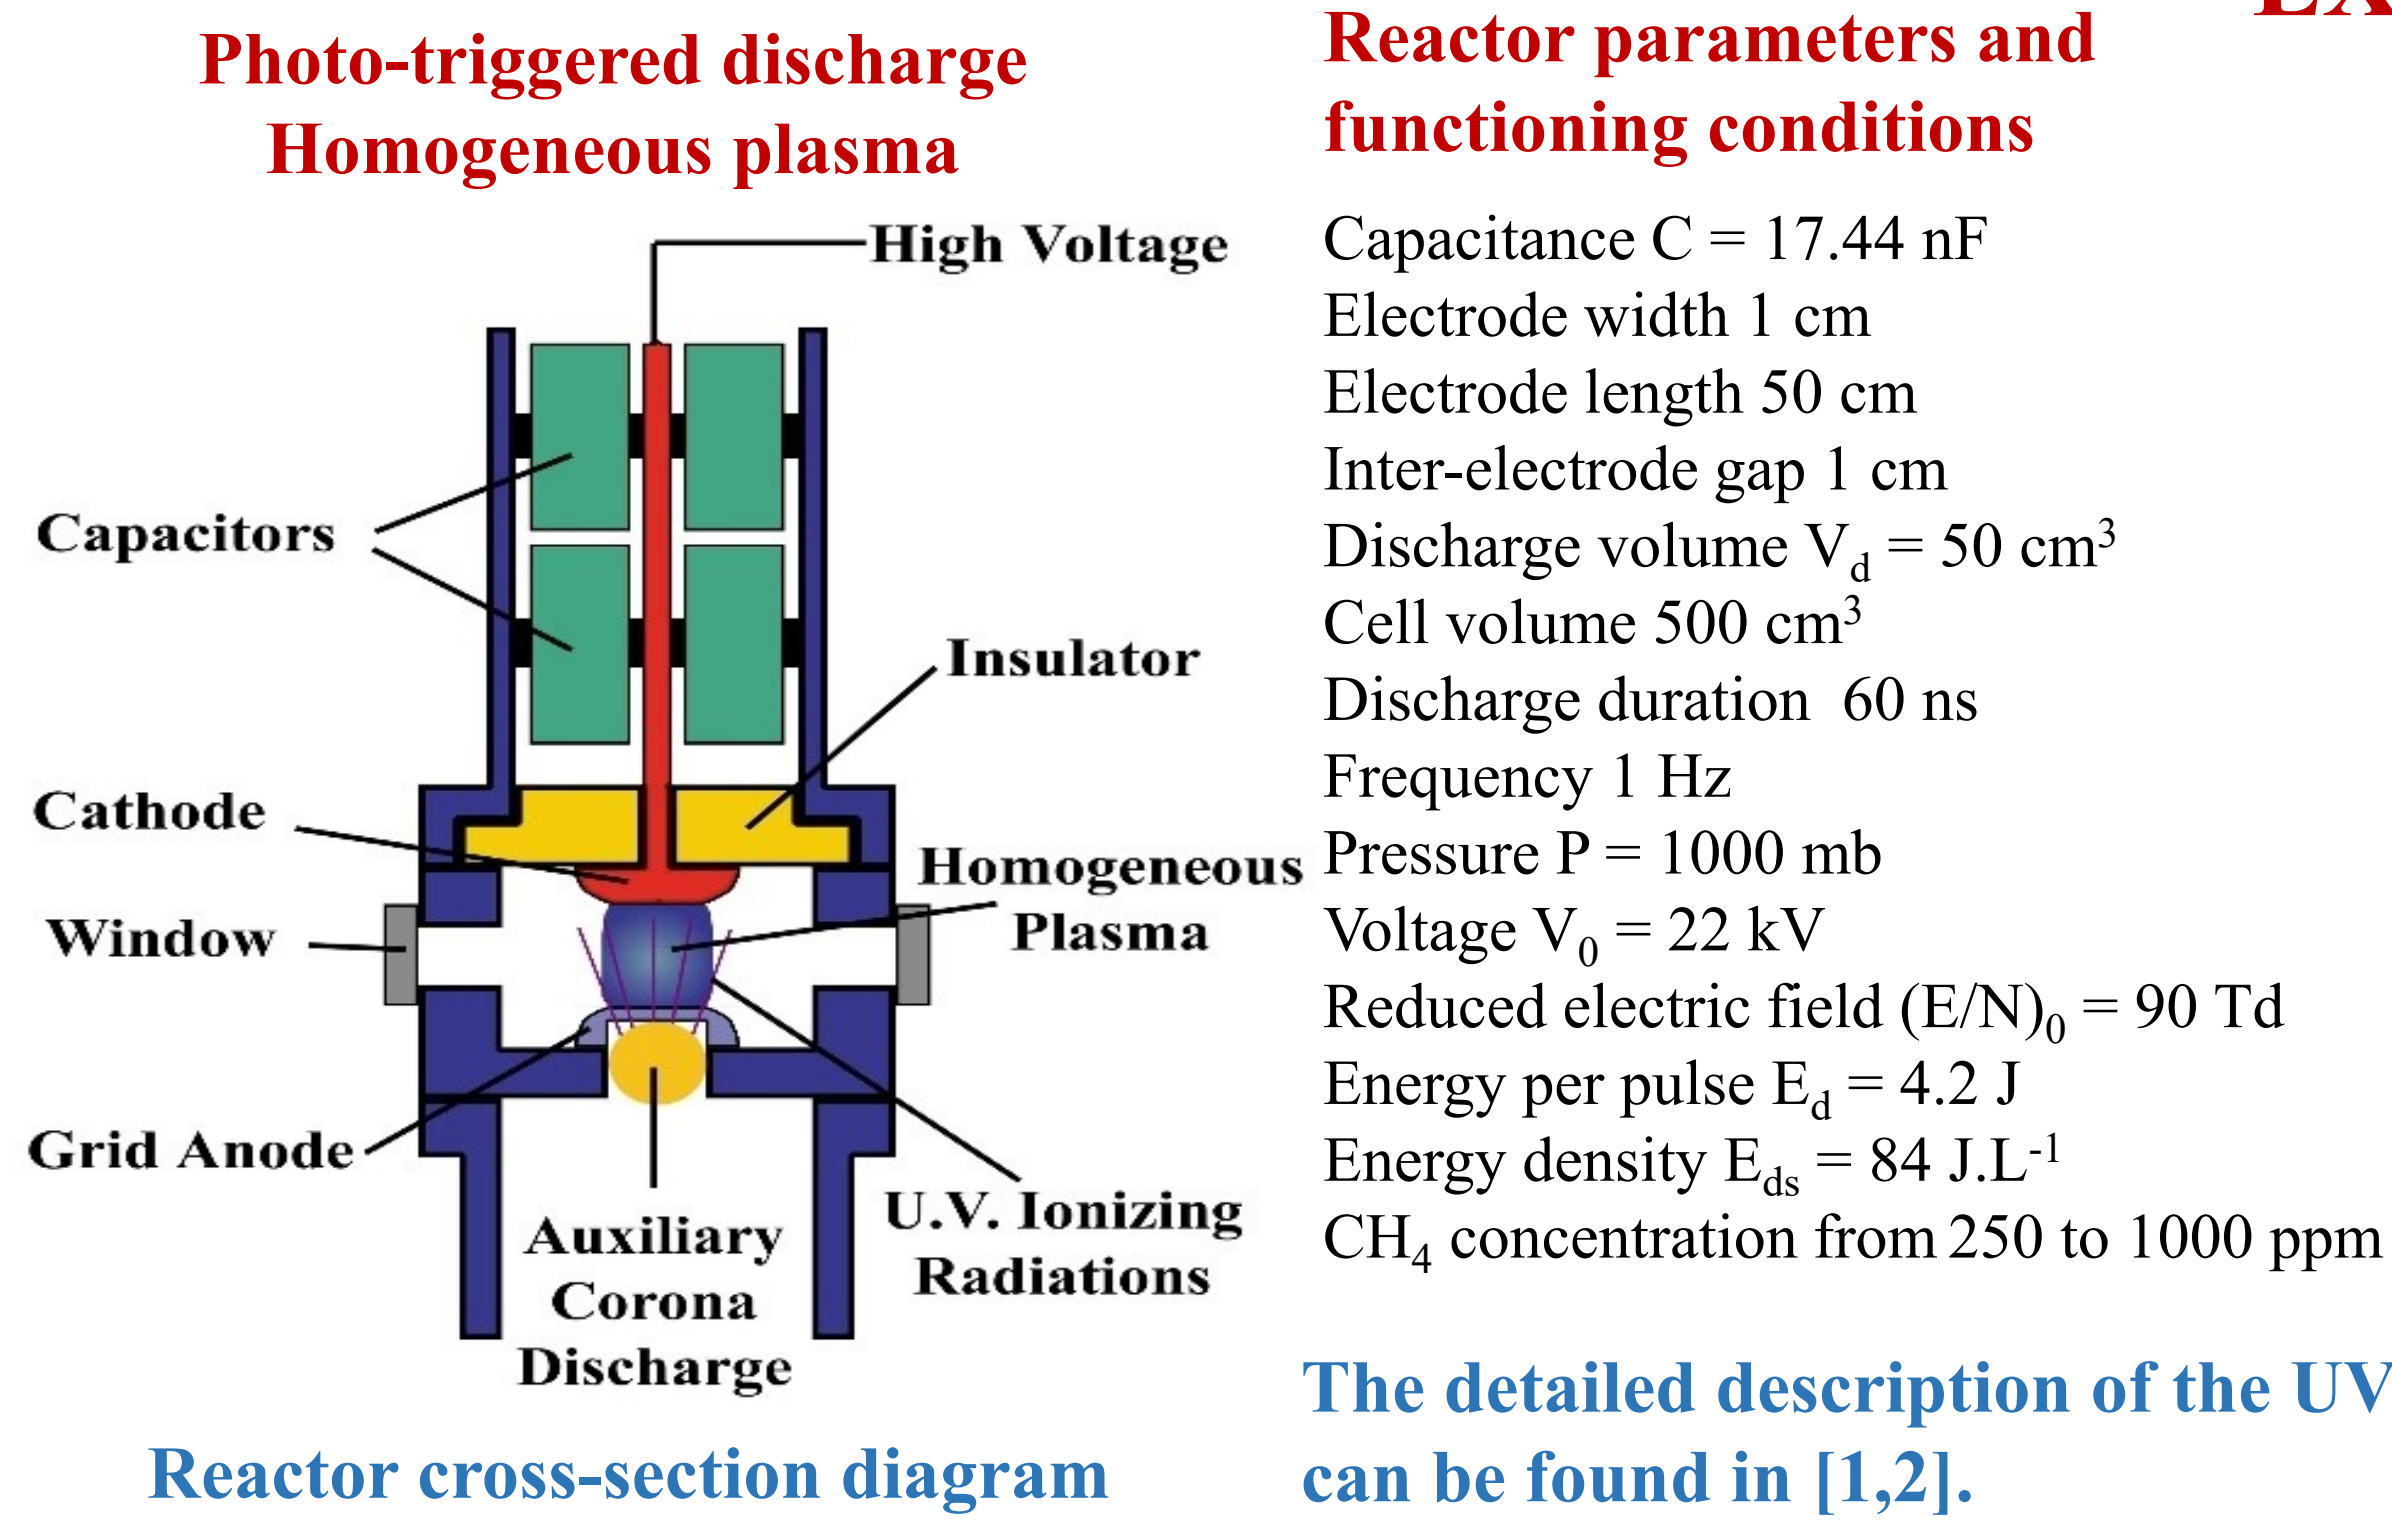 Photo-triggered discharge
Homogeneous plasma
High Voltage
Capacitors
Insulator
Cathode
Homogeneous
Plasma
Window
Grid Anode
U.V. Ionizing
Radiations
Auxiliary
Corona
Discharge
Reactor cross-section diagram
Reactor parameters and
functioning conditions
Capacitance C = 17.44 nF
Electrode width 1 cm
Electrode length 50 cm
Inter-electrode gap 1 cm
Discharge volume V_d = 50 cm³
Cell volume 500 cm³
Discharge duration 60 ns
Frequency 1 Hz
Pressure P = 1000 mb
Voltage V₀ = 22 kV
Reduced electric field (E/N)₀ = 90 Td
Energy per pulse E_d = 4.2 J
Energy density E_ds = 84 J.L⁻¹
CH₄ concentration from 250 to 1000 ppm
The detailed description of the UV
can be found in [1,2].